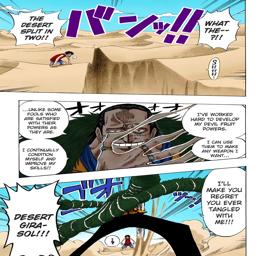 WHAT
THE--
?!!
バンッ!!
THE
DESERT
SPLIT IN
TWO!!
I'VE
WORKED
HARD TO
DEVELOP
MY DEVIL
FRUIT
POWERS.
I CAN
USE THEM
TO MAKE
ANY WEAPON
I WANT...
...UNLIKE
SOME
FOOLS
WHO ARE
SATISFIED
WITH THEIR
POWERS AS
THEY ARE.
I CONTINUALLY
CONDITION
MYSELF AND
IMPROVE MY
SKILLS!!
I'LL
MAKE YOU
REGRET
YOU EVER
TANGLED
WITH
ME!!!
DESERT
GIRA-
SOL!!!